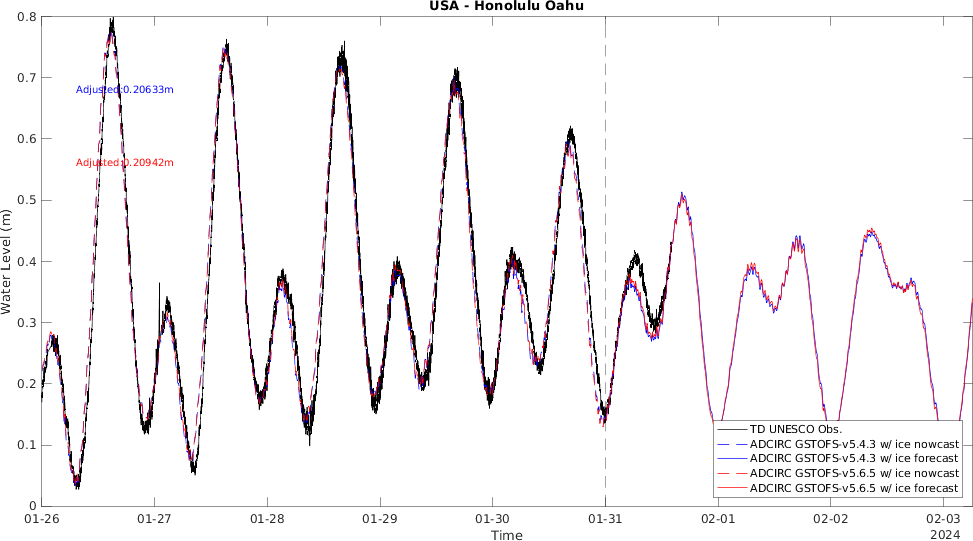 USA - Honolulu Oahu
0.8
0.7
0.6
0.5
0.4
0.3
0.2
0.1
0
Water Level (m)
Adjusted:0.20633m
Adjusted:0.20942m
TD UNESCO Obs.
ADCIRC GSTOFS-v5.4.3 w/ ice nowcast
ADCIRC GSTOFS-v5.4.3 w/ ice forecast
ADCIRC GSTOFS-v5.6.5 w/ ice nowcast
ADCIRC GSTOFS-v5.6.5 w/ ice forecast
01-26 01-27 01-28 01-29 01-30 01-31 02-01 02-02 02-03
Time
2024